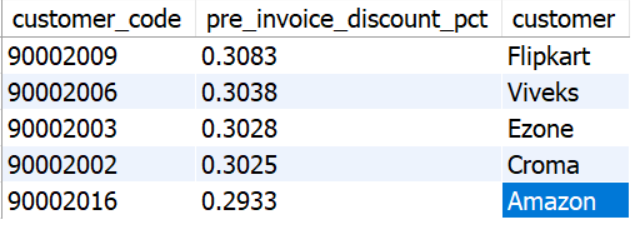 customer_code pre_invoice_discount_pct customer
90002009 0.3083 Flipkart
90002006 0.3038 Viveks
90002003 0.3028 Ezone
90002002 0.3025 Croma
90002016 0.2933 Amazon